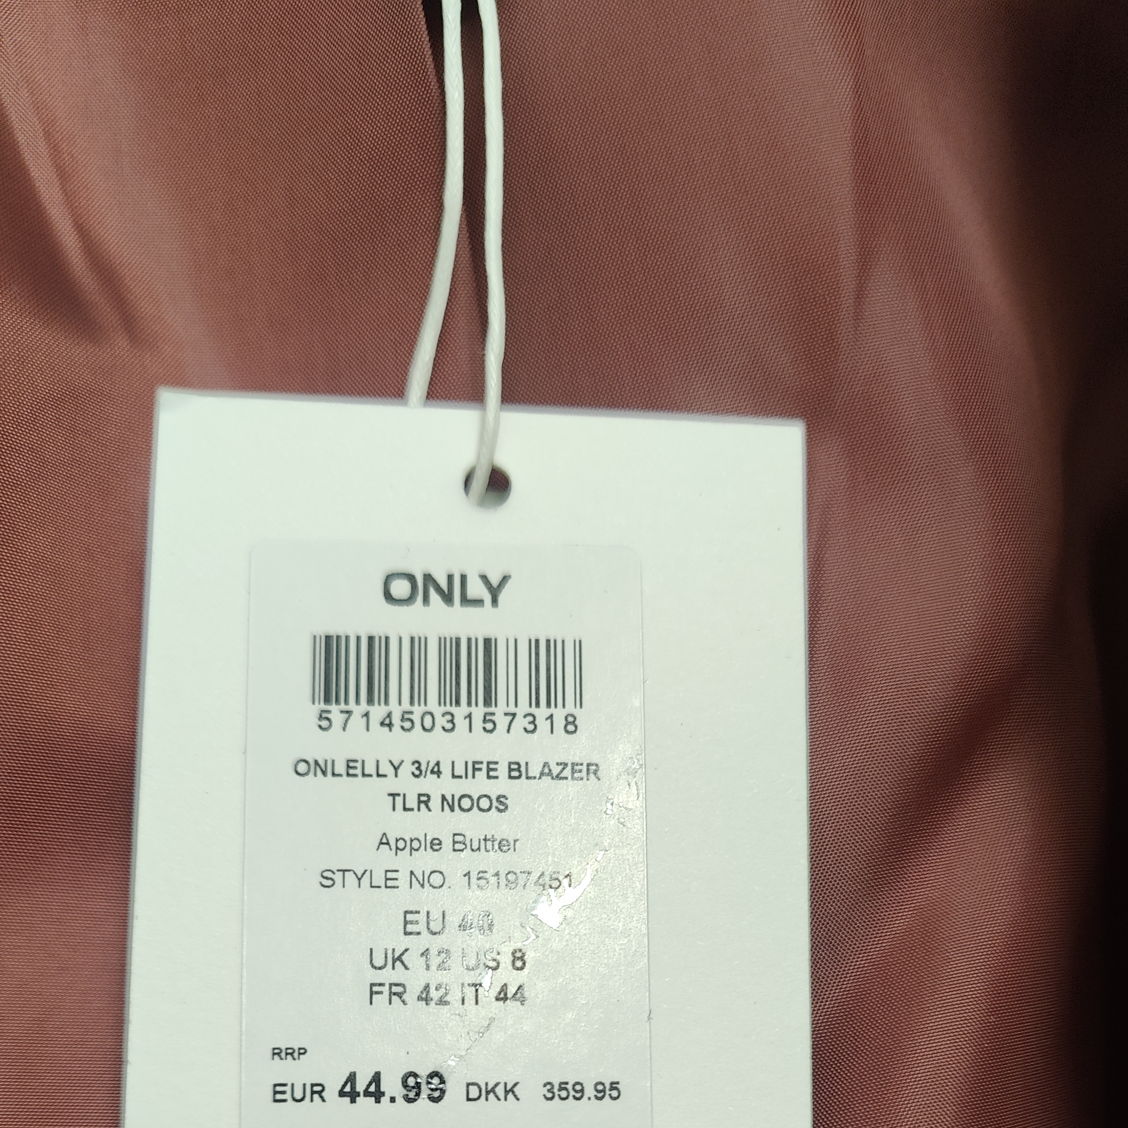 ONLY
5714503157318
ONLELLY 3/4 LIFE BLAZER
TLR NOOS
Apple Butter
STYLE NO. 15197451
EU 40
UK 12 US 8
FR 42 IT 44
RRP
EUR 44.99 DKK 359.95